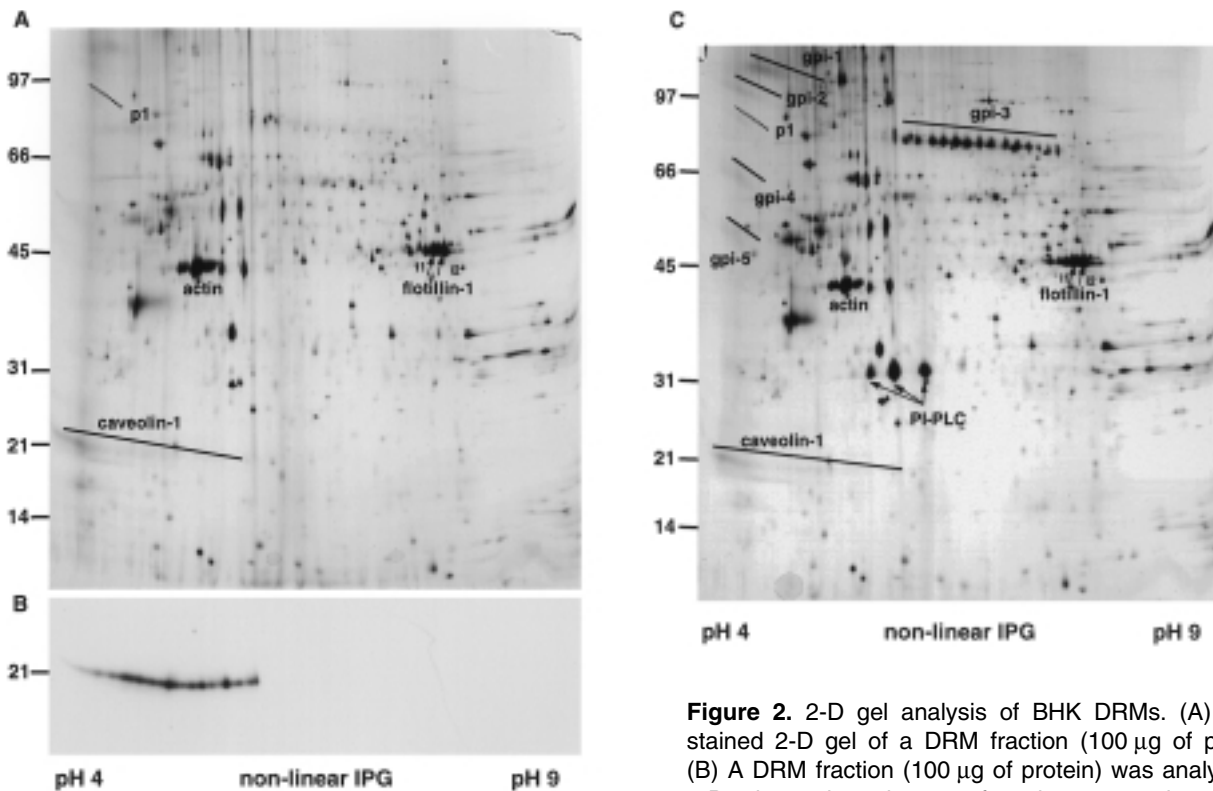 A
97
p1
66
45
actin
flotillin-1
31
caveolin-1
21
14
B
21
pH 4 non-linear IPG pH 9
C
gpi-1
97
gpi-2
gpi-3
p1
66
gpi-4
gpi-5
45
actin
flotillin-1
31
PI-PLC
caveolin-1
21
14
pH 4 non-linear IPG pH 9
Figure 2. 2-D gel analysis of BHK DRMs. (A)
stained 2-D gel of a DRM fraction (100 µg of p
(B) A DRM fraction (100 µg of protein) was analy